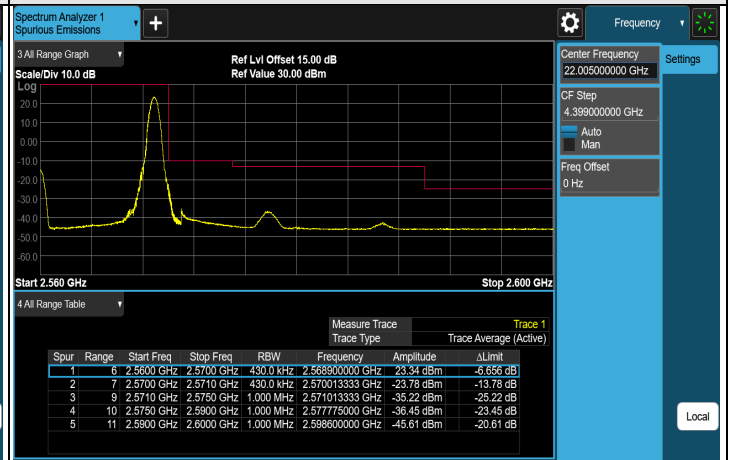 Spectrum Analyzer 1
Spurious Emissions
+
Frequency
3 All Range Graph
Ref Lvl Offset 15.00 dB
Scale/Div 10.0 dB
Ref Value 30.00 dBm
Log
20.0
10.0
0.00
-10.0
-20.0
-30.0
-40.0
-50.0
-60.0
Start 2.560 GHz
Stop 2.600 GHz
4 All Range Table
Measure Trace Trace 1
Trace Type Trace Average (Active)
Spur Range Start Freq Stop Freq RBW Frequency Amplitude ΔLimit
1 6 2.5600 GHz 2.5700 GHz 430.0 kHz 2.568900000 GHz 23.34 dBm -6.656 dB
2 7 2.5700 GHz 2.5710 GHz 430.0 kHz 2.570013333 GHz -23.78 dBm -13.78 dB
3 9 2.5710 GHz 2.5750 GHz 1.000 MHz 2.571013333 GHz -35.22 dBm -25.22 dB
4 10 2.5750 GHz 2.5900 GHz 1.000 MHz 2.577775000 GHz -36.45 dBm -23.45 dB
5 11 2.5900 GHz 2.6000 GHz 1.000 MHz 2.598600000 GHz -45.61 dBm -20.61 dB
Center Frequency
22.005000000 GHz
Settings
CF Step
4.399000000 GHz
Auto
Man
Freq Offset
0 Hz
Local